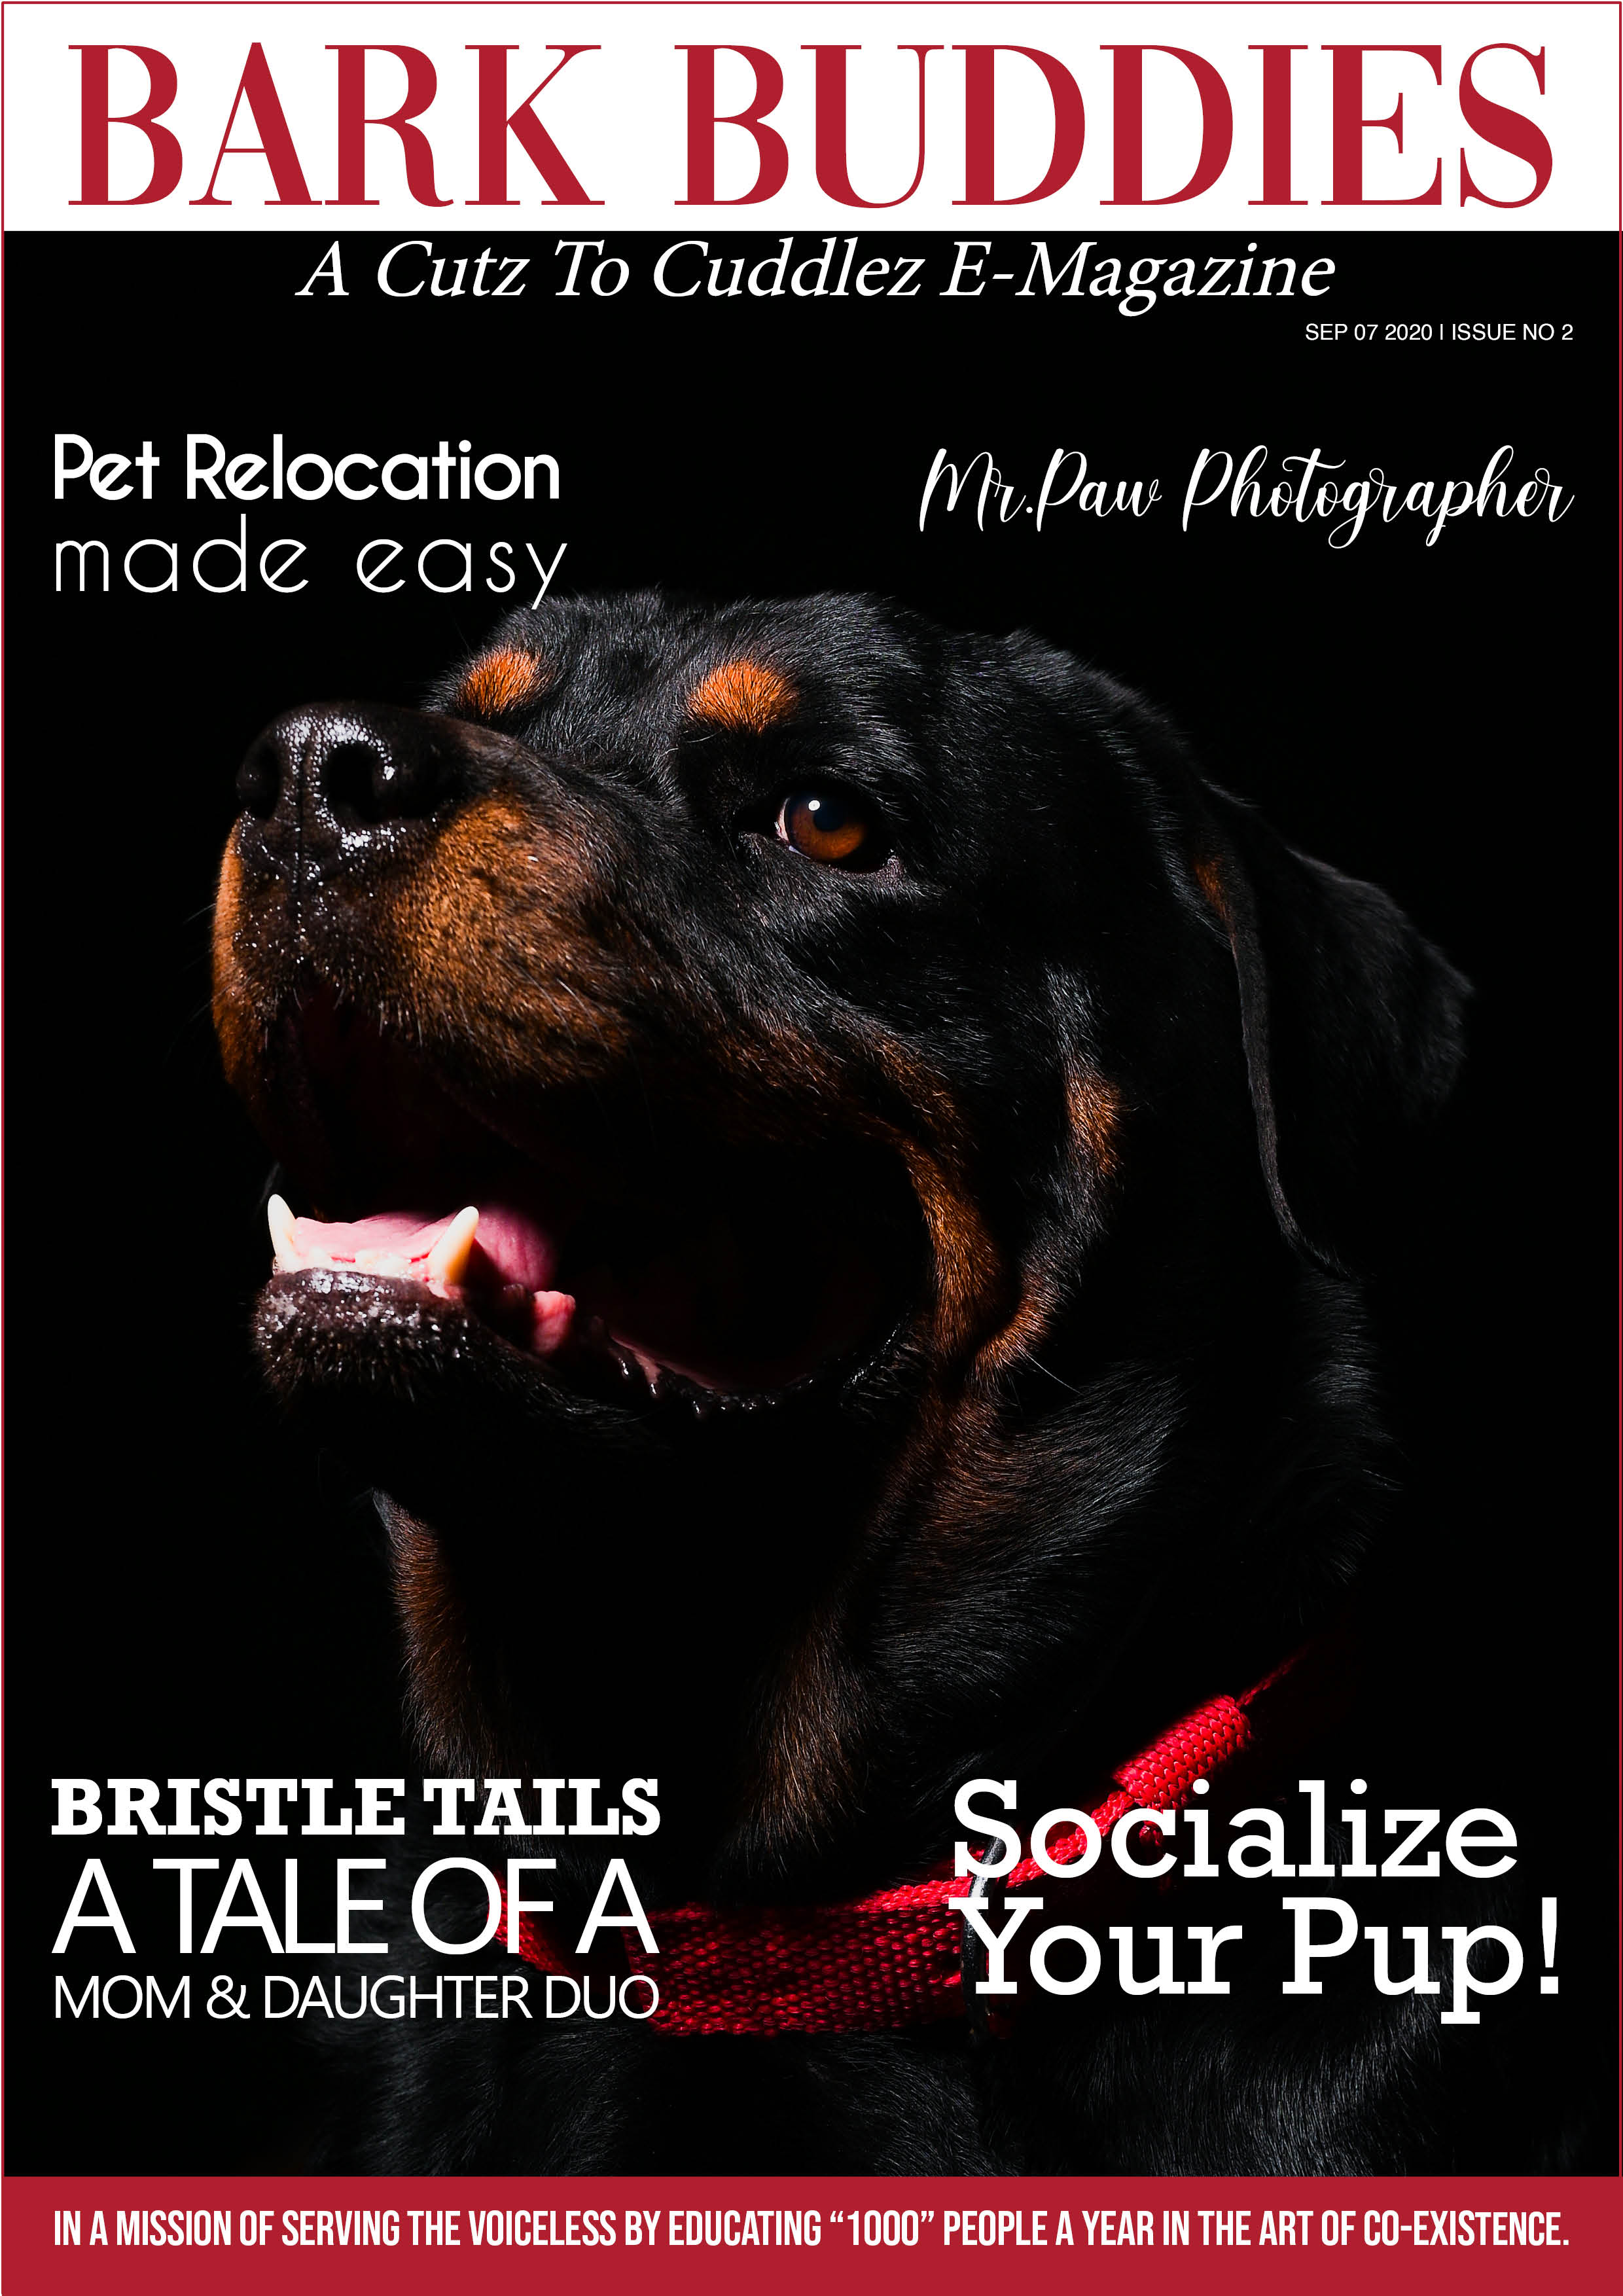 BARK BUDDIES
A Cutz To Cuddlez E-Magazine
SEP 07 2020 | ISSUE NO 2
Pet Relocation
made easy
Mr.Paw Photographer
BRISTLE TAILS
A TALE OF A
MOM & DAUGHTER DUO
Socialize
Your Pup!
IN A MISSION OF SERVING THE VOICELESS BY EDUCATING “1000” PEOPLE A YEAR IN THE ART OF CO-EXISTENCE.